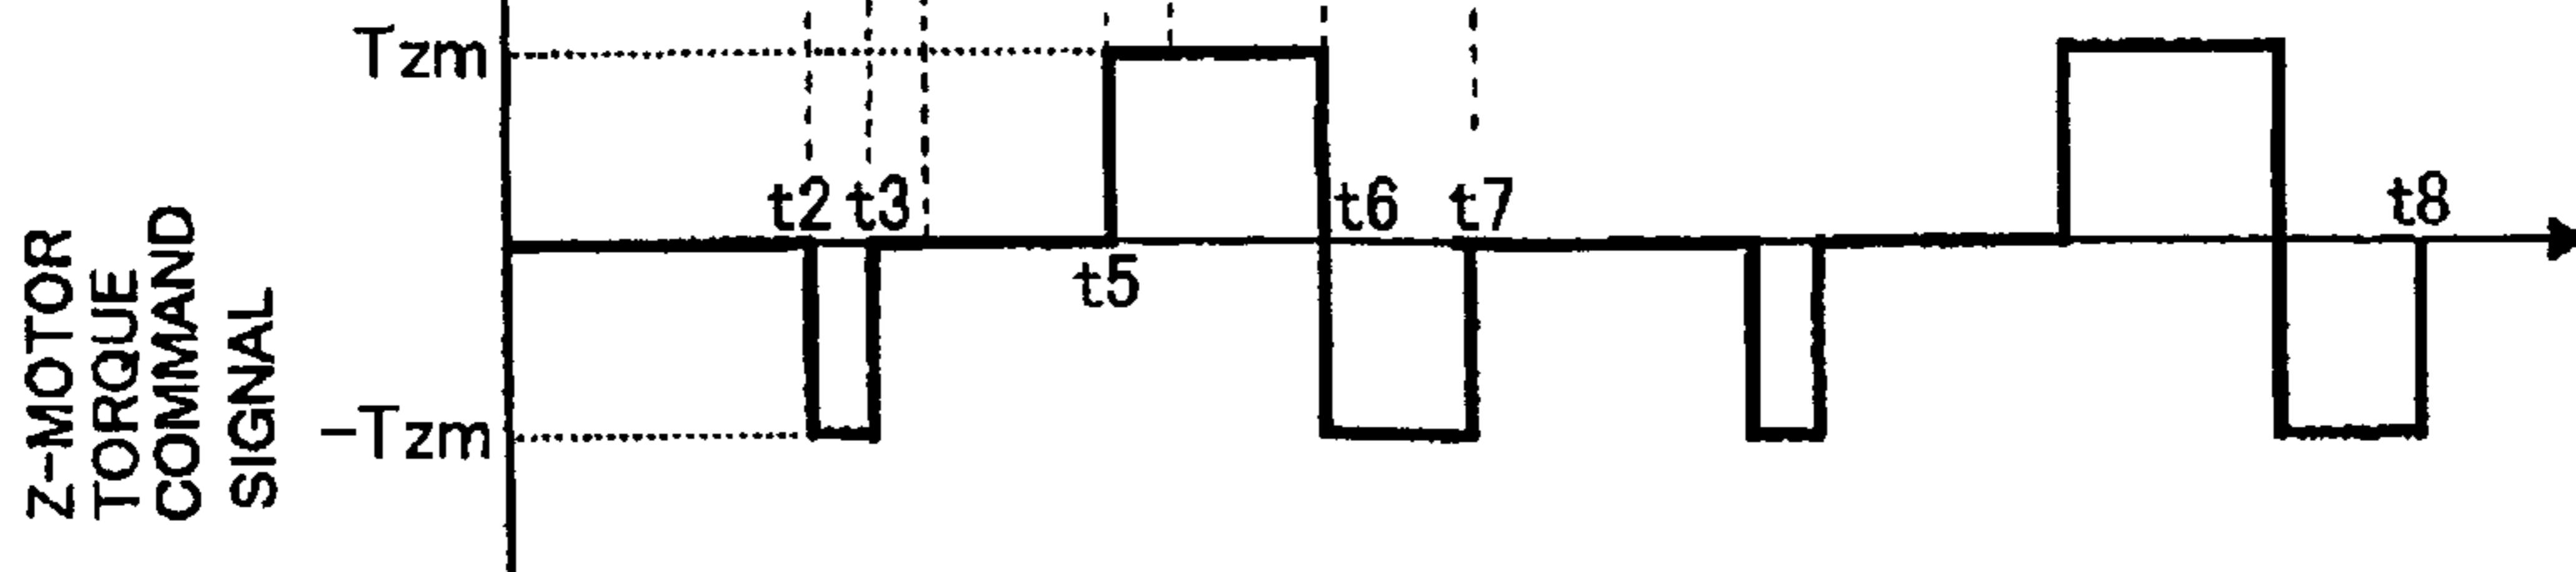 Tzm
t2 t3 t6 t7 t8
t5
-Tzm
Z-MOTOR
TORQUE
COMMAND
SIGNAL